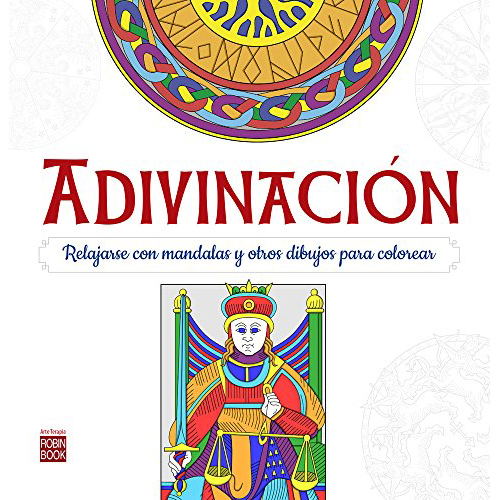 ADIVINACIÓN
Relajarse con mandalas y otros dibujos para colorear
Arte Terapia
ROBIN
BOOK